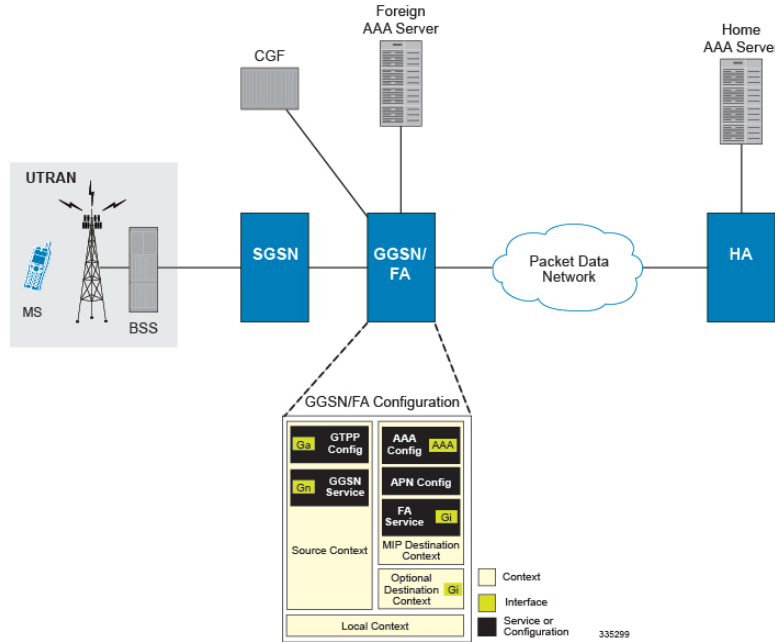 Foreign
AAA Server
CGF
Home
AAA Server
UTRAN
MS
BSS
SGSN
GGSN/
FA
Packet Data
Network
HA
GGSN/FA Configuration
Ga
GTPP
Config
Gn
GGSN
Service
Source Context
AAA
Config
AAA
APN Config
FA
Service
Gi
MIP Destination
Context
Optional
Destination
Context
Gi
Local Context
Context
Interface
Service or
Configuration
335299